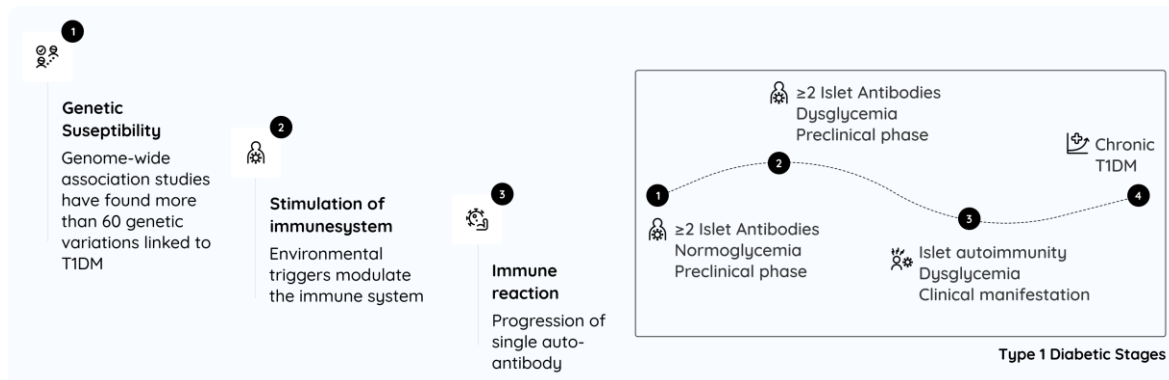 1
Genetic
Suseptibility
Genome-wide
association studies
have found more
than 60 genetic
variations linked to
T1DM
2
Stimulation of
immunesystem
Environmental
triggers modulate
the immune system
3
Immune
reaction
Progression of
single auto-
antibody
1
≥2 Islet Antibodies
Normoglycemia
Preclinical phase
2
≥2 Islet Antibodies
Dysglycemia
Preclinical phase
3
Islet autoimmunity
Dysglycemia
Clinical manifestation
4
Chronic
T1DM
Type 1 Diabetic Stages